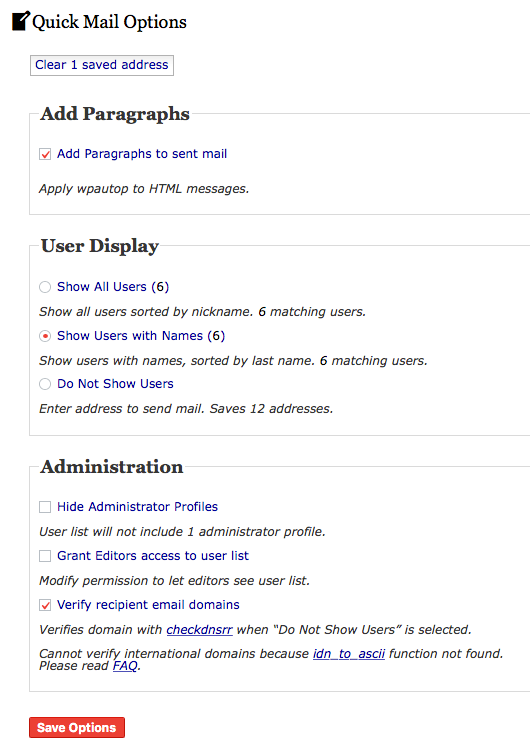 Quick Mail Options
Clear 1 saved address
Add Paragraphs
Add Paragraphs to sent mail
Apply wpautop to HTML messages.
User Display
Show All Users (6)
Show all users sorted by nickname. 6 matching users.
Show Users with Names (6)
Show users with names, sorted by last name. 6 matching users.
Do Not Show Users
Enter address to send mail. Saves 12 addresses.
Administration
Hide Administrator Profiles
User list will not include 1 administrator profile.
Grant Editors access to user list
Modify permission to let editors see user list.
Verify recipient email domains
Verifies domain with checkdnsrr when “Do Not Show Users” is selected.
Cannot verify international domains because idn_to_ascii function not found.
Please read FAQ.
Save Options